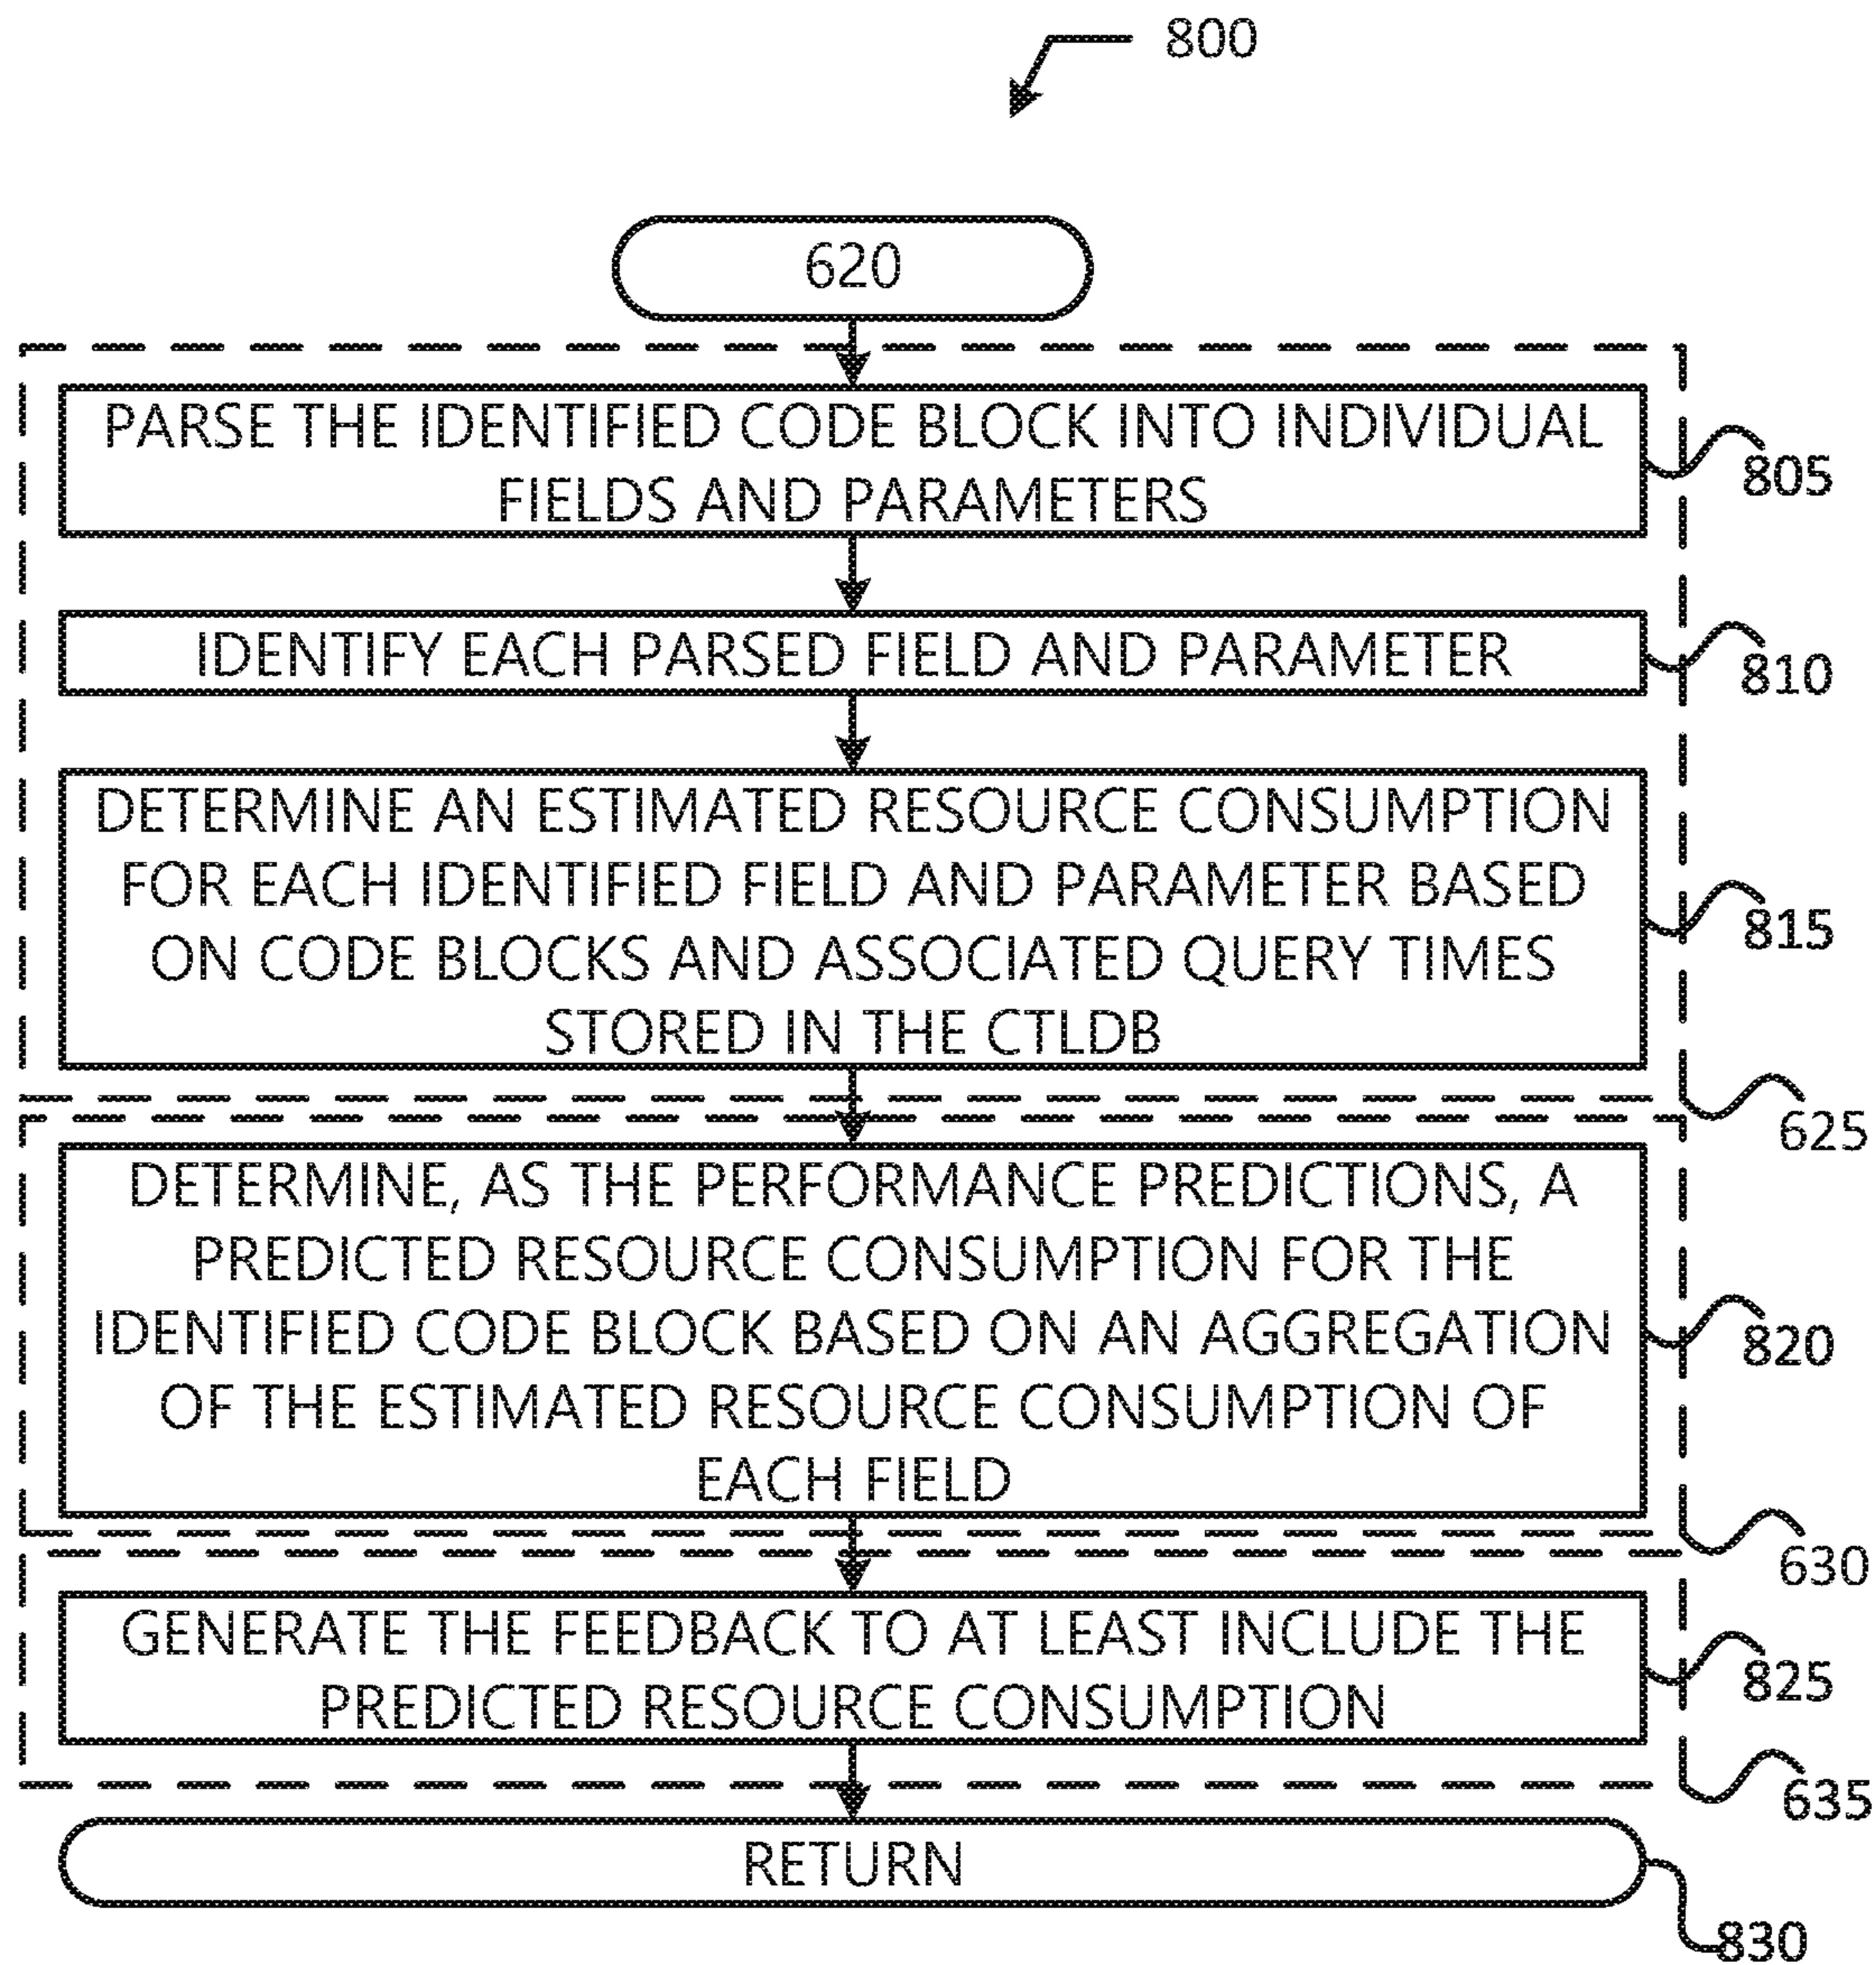 800
620
PARSE THE IDENTIFIED CODE BLOCK INTO INDIVIDUAL
FIELDS AND PARAMETERS
805
IDENTIFY EACH PARSED FIELD AND PARAMETER
810
DETERMINE AN ESTIMATED RESOURCE CONSUMPTION
FOR EACH IDENTIFIED FIELD AND PARAMETER BASED
ON CODE BLOCKS AND ASSOCIATED QUERY TIMES
STORED IN THE CTLDB
815
625
DETERMINE, AS THE PERFORMANCE PREDICTIONS, A
PREDICTED RESOURCE CONSUMPTION FOR THE
IDENTIFIED CODE BLOCK BASED ON AN AGGREGATION
OF THE ESTIMATED RESOURCE CONSUMPTION OF
EACH FIELD
820
630
GENERATE THE FEEDBACK TO AT LEAST INCLUDE THE
PREDICTED RESOURCE CONSUMPTION
825
635
RETURN
830